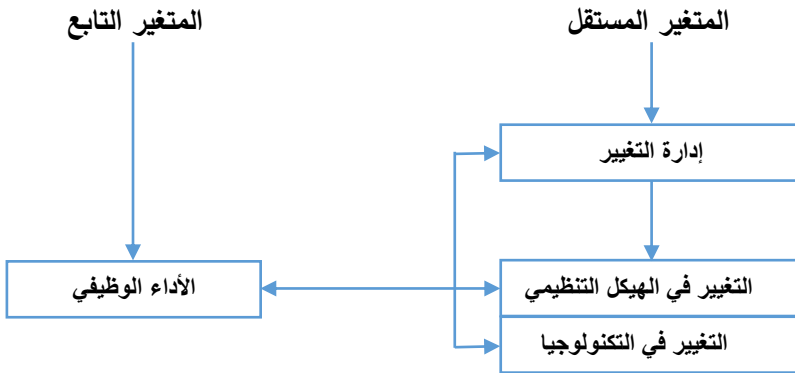 المتغير المستقل
المتغير التابع
إدارة التغيير
التغيير في الهيكل التنظيمي
الأداء الوظيفي
التغيير في التكنولوجيا